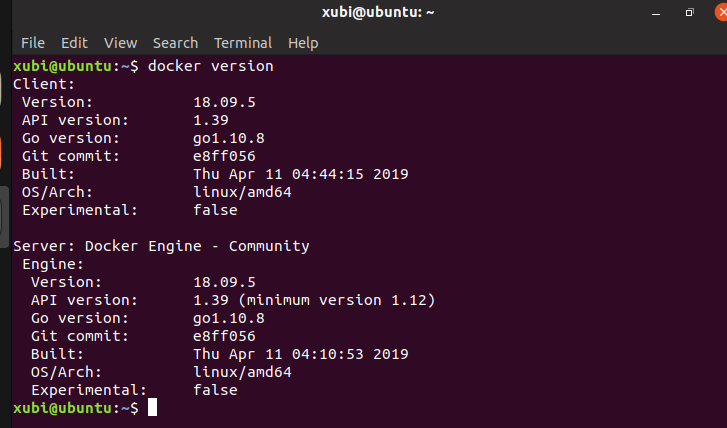 xubi@ubuntu: ~
File Edit View Search Terminal Help
xubi@ubuntu:~$ docker version
Client:
 Version:           18.09.5
 API version:       1.39
 Go version:        go1.10.8
 Git commit:        e8ff056
 Built:             Thu Apr 11 04:44:15 2019
 OS/Arch:           linux/amd64
 Experimental:      false

Server: Docker Engine - Community
 Engine:
  Version:          18.09.5
  API version:      1.39 (minimum version 1.12)
  Go version:       go1.10.8
  Git commit:       e8ff056
  Built:            Thu Apr 11 04:10:53 2019
  OS/Arch:          linux/amd64
  Experimental:     false
xubi@ubuntu:~$